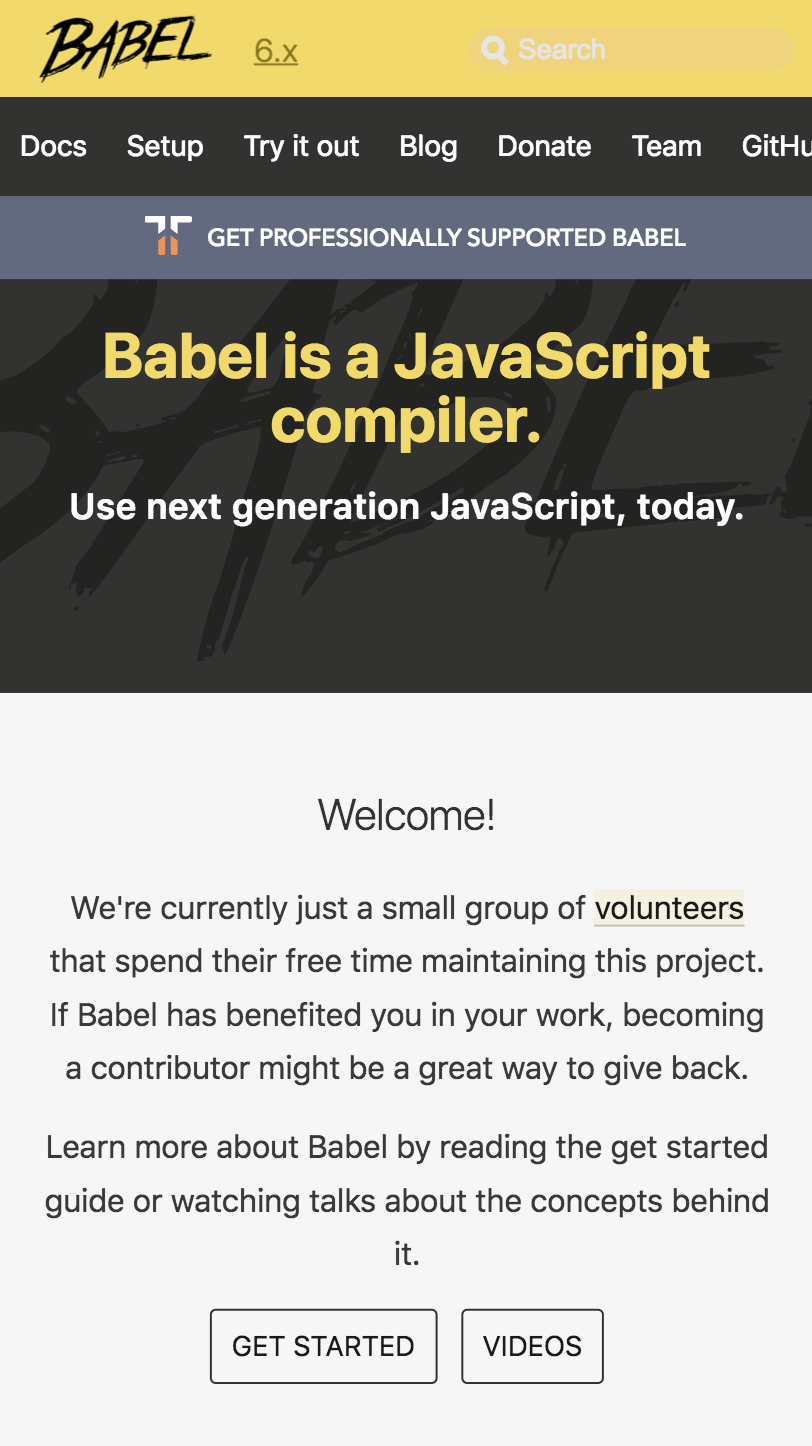 BABEL 6.x Search
Docs Setup Try it out Blog Donate Team GitHu
GET PROFESSIONALLY SUPPORTED BABEL
Babel is a JavaScript
compiler.
Use next generation JavaScript, today.
Welcome!
We're currently just a small group of volunteers
that spend their free time maintaining this project.
If Babel has benefited you in your work, becoming
a contributor might be a great way to give back.
Learn more about Babel by reading the get started
guide or watching talks about the concepts behind
it.
GET STARTED VIDEOS